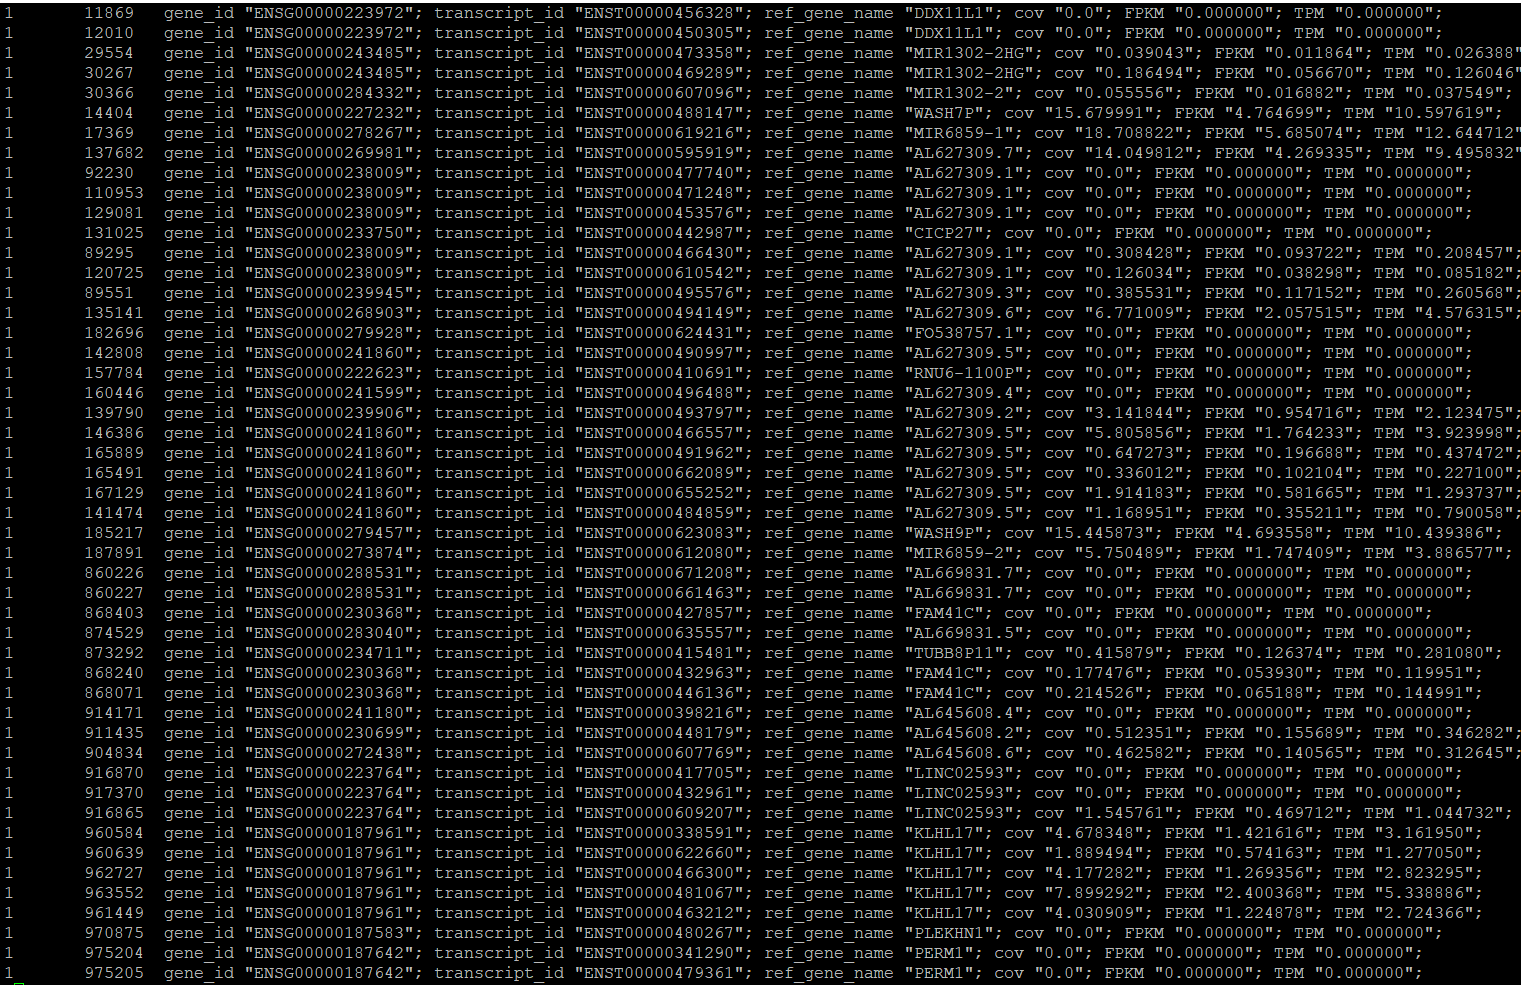 1 11869 gene_id "ENSG00000223972"; transcript_id "ENST00000456328"; ref_gene_name "DDX11L1"; cov "0.0"; FPKM "0.000000"; TPM "0.000000";
1 12010 gene_id "ENSG00000223972"; transcript_id "ENST00000450305"; ref_gene_name "DDX11L1"; cov "0.0"; FPKM "0.000000"; TPM "0.000000";
1 29554 gene_id "ENSG00000243485"; transcript_id "ENST00000473358"; ref_gene_name "MIR1302-2HG"; cov "0.039043"; FPKM "0.011864"; TPM "0.026388"
1 30267 gene_id "ENSG00000243485"; transcript_id "ENST00000469289"; ref_gene_name "MIR1302-2HG"; cov "0.186494"; FPKM "0.056670"; TPM "0.126046"
1 30366 gene_id "ENSG00000284332"; transcript_id "ENST00000607096"; ref_gene_name "MIR1302-2"; cov "0.055556"; FPKM "0.016882"; TPM "0.037549";
1 14404 gene_id "ENSG00000227232"; transcript_id "ENST00000488147"; ref_gene_name "WASH7P"; cov "15.679991"; FPKM "4.764699"; TPM "10.597619";
1 17369 gene_id "ENSG00000278267"; transcript_id "ENST00000619216"; ref_gene_name "MIR6859-1"; cov "18.708822"; FPKM "5.685074"; TPM "12.644712"
1 137682 gene_id "ENSG00000269981"; transcript_id "ENST00000595919"; ref_gene_name "AL627309.7"; cov "14.049812"; FPKM "4.269335"; TPM "9.495832"
1 92230 gene_id "ENSG00000238009"; transcript_id "ENST00000477740"; ref_gene_name "AL627309.1"; cov "0.0"; FPKM "0.000000"; TPM "0.000000";
1 110953 gene_id "ENSG00000238009"; transcript_id "ENST00000471248"; ref_gene_name "AL627309.1"; cov "0.0"; FPKM "0.000000"; TPM "0.000000";
1 129081 gene_id "ENSG00000238009"; transcript_id "ENST00000453576"; ref_gene_name "AL627309.1"; cov "0.0"; FPKM "0.000000"; TPM "0.000000";
1 131025 gene_id "ENSG00000233750"; transcript_id "ENST00000442987"; ref_gene_name "CICP27"; cov "0.0"; FPKM "0.000000"; TPM "0.000000";
1 89295 gene_id "ENSG00000238009"; transcript_id "ENST00000466430"; ref_gene_name "AL627309.1"; cov "0.308428"; FPKM "0.093722"; TPM "0.208457"
1 120725 gene_id "ENSG00000238009"; transcript_id "ENST00000610542"; ref_gene_name "AL627309.1"; cov "0.126034"; FPKM "0.038298"; TPM "0.085182";
1 89551 gene_id "ENSG00000239945"; transcript_id "ENST00000495576"; ref_gene_name "AL627309.3"; cov "0.385531"; FPKM "0.117152"; TPM "0.260568";
1 135141 gene_id "ENSG00000268903"; transcript_id "ENST00000494149"; ref_gene_name "AL627309.6"; cov "6.771009"; FPKM "2.057515"; TPM "4.576315";
1 182696 gene_id "ENSG00000279928"; transcript_id "ENST00000624431"; ref_gene_name "FO538757.1"; cov "0.0"; FPKM "0.000000"; TPM "0.000000";
1 142808 gene_id "ENSG00000241860"; transcript_id "ENST00000490997"; ref_gene_name "AL627309.5"; cov "0.0"; FPKM "0.000000"; TPM "0.000000";
1 157784 gene_id "ENSG00000222623"; transcript_id "ENST00000410691"; ref_gene_name "RNU6-1100P"; cov "0.0"; FPKM "0.000000"; TPM "0.000000";
1 160446 gene_id "ENSG00000241599"; transcript_id "ENST00000496488"; ref_gene_name "AL627309.4"; cov "0.0"; FPKM "0.000000"; TPM "0.000000";
1 139790 gene_id "ENSG00000239906"; transcript_id "ENST00000493797"; ref_gene_name "AL627309.2"; cov "3.141844"; FPKM "0.954716"; TPM "2.123475";
1 146386 gene_id "ENSG00000241860"; transcript_id "ENST00000466557"; ref_gene_name "AL627309.5"; cov "5.805856"; FPKM "1.764233"; TPM "3.923998";
1 165889 gene_id "ENSG00000241860"; transcript_id "ENST00000491962"; ref_gene_name "AL627309.5"; cov "0.647273"; FPKM "0.196688"; TPM "0.437472";
1 165491 gene_id "ENSG00000241860"; transcript_id "ENST00000662089"; ref_gene_name "AL627309.5"; cov "0.336012"; FPKM "0.102104"; TPM "0.227100";
1 167129 gene_id "ENSG00000241860"; transcript_id "ENST00000655252"; ref_gene_name "AL627309.5"; cov "1.914183"; FPKM "0.581665"; TPM "1.293737";
1 141474 gene_id "ENSG00000241860"; transcript_id "ENST00000484859"; ref_gene_name "AL627309.5"; cov "1.168951"; FPKM "0.355211"; TPM "0.790058";
1 185217 gene_id "ENSG00000279457"; transcript_id "ENST00000623083"; ref_gene_name "WASH9P"; cov "15.445873"; FPKM "4.693558"; TPM "10.439386";
1 187891 gene_id "ENSG00000273874"; transcript_id "ENST00000612080"; ref_gene_name "MIR6859-2"; cov "5.750489"; FPKM "1.747409"; TPM "3.886577";
1 860226 gene_id "ENSG00000288531"; transcript_id "ENST00000671208"; ref_gene_name "AL669831.7"; cov "0.0"; FPKM "0.000000"; TPM "0.000000";
1 860227 gene_id "ENSG00000288531"; transcript_id "ENST00000661463"; ref_gene_name "AL669831.7"; cov "0.0"; FPKM "0.000000"; TPM "0.000000";
1 868403 gene_id "ENSG00000230368"; transcript_id "ENST00000427857"; ref_gene_name "FAM41C"; cov "0.0"; FPKM "0.000000"; TPM "0.000000";
1 874529 gene_id "ENSG00000283040"; transcript_id "ENST00000635557"; ref_gene_name "AL669831.5"; cov "0.0"; FPKM "0.000000"; TPM "0.000000";
1 873292 gene_id "ENSG00000234711"; transcript_id "ENST00000415481"; ref_gene_name "TUBB8P11"; cov "0.415879"; FPKM "0.126374"; TPM "0.281080";
1 868240 gene_id "ENSG00000230368"; transcript_id "ENST00000432963"; ref_gene_name "FAM41C"; cov "0.177476"; FPKM "0.053930"; TPM "0.119951";
1 868071 gene_id "ENSG00000230368"; transcript_id "ENST00000446136"; ref_gene_name "FAM41C"; cov "0.214526"; FPKM "0.065188"; TPM "0.144991";
1 914171 gene_id "ENSG00000241180"; transcript_id "ENST00000398216"; ref_gene_name "AL645608.4"; cov "0.0"; FPKM "0.000000"; TPM "0.000000";
1 911435 gene_id "ENSG00000230699"; transcript_id "ENST00000448179"; ref_gene_name "AL645608.2"; cov "0.512351"; FPKM "0.155689"; TPM "0.346282";
1 904834 gene_id "ENSG00000272438"; transcript_id "ENST00000607769"; ref_gene_name "AL645608.6"; cov "0.462582"; FPKM "0.140565"; TPM "0.312645";
1 916870 gene_id "ENSG00000223764"; transcript_id "ENST00000417705"; ref_gene_name "LINC02593"; cov "0.0"; FPKM "0.000000"; TPM "0.000000";
1 917370 gene_id "ENSG00000223764"; transcript_id "ENST00000432961"; ref_gene_name "LINC02593"; cov "0.0"; FPKM "0.000000"; TPM "0.000000";
1 916865 gene_id "ENSG00000223764"; transcript_id "ENST00000609207"; ref_gene_name "LINC02593"; cov "1.545761"; FPKM "0.469712"; TPM "1.044732";
1 960584 gene_id "ENSG00000187961"; transcript_id "ENST00000338591"; ref_gene_name "KLHL17"; cov "4.678348"; FPKM "1.421616"; TPM "3.161950";
1 960639 gene_id "ENSG00000187961"; transcript_id "ENST00000622660"; ref_gene_name "KLHL17"; cov "1.889494"; FPKM "0.574163"; TPM "1.277050";
1 962727 gene_id "ENSG00000187961"; transcript_id "ENST00000466300"; ref_gene_name "KLHL17"; cov "4.177282"; FPKM "1.269356"; TPM "2.823295";
1 963552 gene_id "ENSG00000187961"; transcript_id "ENST00000481067"; ref_gene_name "KLHL17"; cov "7.899292"; FPKM "2.400368"; TPM "5.338886";
1 961449 gene_id "ENSG00000187961"; transcript_id "ENST00000463212"; ref_gene_name "KLHL17"; cov "4.030909"; FPKM "1.224878"; TPM "2.724366";
1 970875 gene_id "ENSG00000187583"; transcript_id "ENST00000480267"; ref_gene_name "PLEKHN1"; cov "0.0"; FPKM "0.000000"; TPM "0.000000";
1 975204 gene_id "ENSG00000187642"; transcript_id "ENST00000341290"; ref_gene_name "PERM1"; cov "0.0"; FPKM "0.000000"; TPM "0.000000";
1 975205 gene_id "ENSG00000187642"; transcript_id "ENST00000479361"; ref_gene_name "PERM1"; cov "0.0"; FPKM "0.000000"; TPM "0.000000";